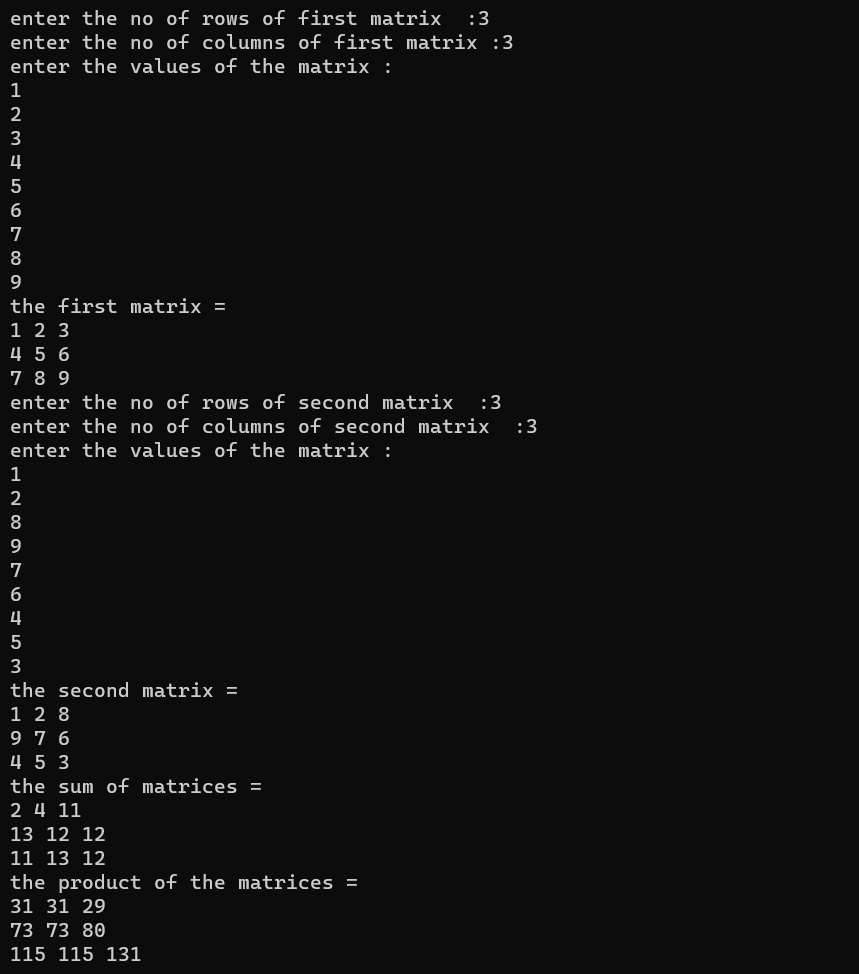 enter the no of rows of first matrix  :3
enter the no of columns of first matrix :3
enter the values of the matrix :
1
2
3
4
5
6
7
8
9
the first matrix =
1 2 3
4 5 6
7 8 9
enter the no of rows of second matrix  :3
enter the no of columns of second matrix  :3
enter the values of the matrix :
1
2
8
9
7
6
4
5
3
the second matrix =
1 2 8
9 7 6
4 5 3
the sum of matrices =
2 4 11
13 12 12
11 13 12
the product of the matrices =
31 31 29
73 73 80
115 115 131